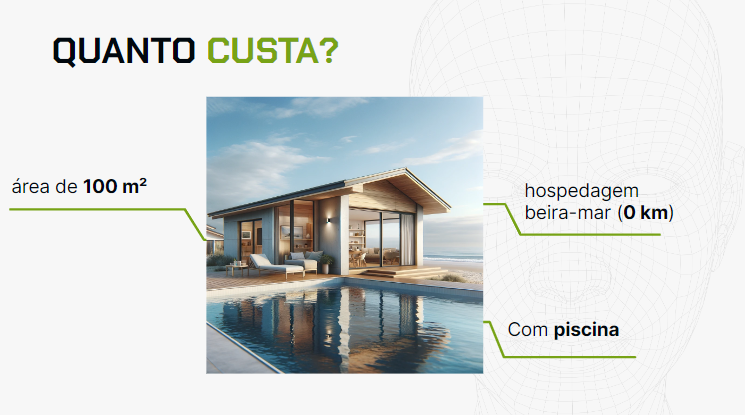 QUANTO CUSTA?
área de 100 m²
hospedagem
beira-mar (0 km)
Com piscina